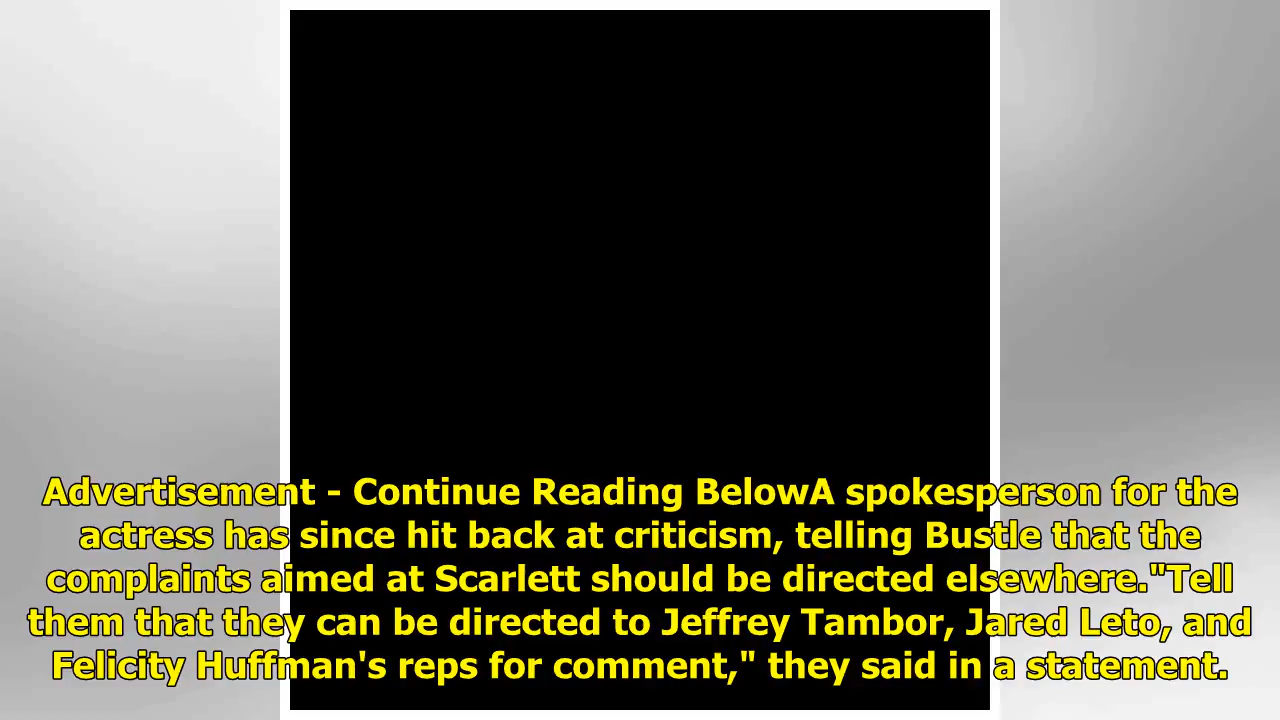 Advertisement - Continue Reading BelowA spokesperson for the
actress has since hit back at criticism, telling Bustle that the
complaints aimed at Scarlett should be directed elsewhere."Tell
them that they can be directed to Jeffrey Tambor, Jared Leto, and
Felicity Huffman's reps for comment," they said in a statement.